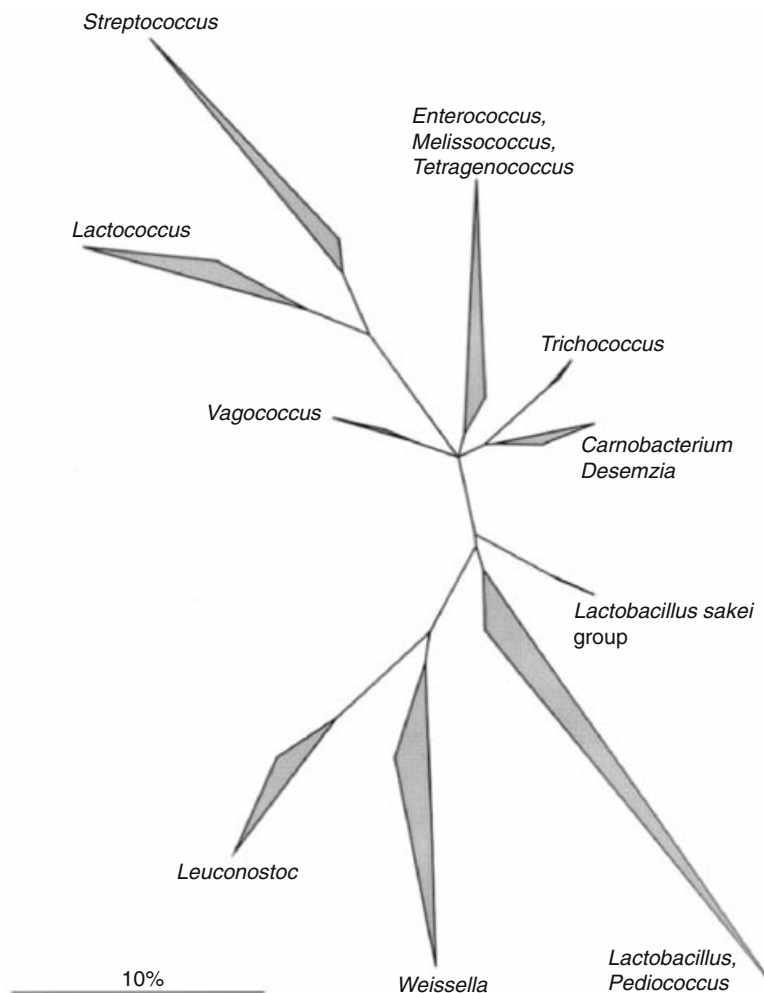 Streptococcus
Enterococcus,
Melissococcus,
Tetragenococcus
Lactococcus
Trichococcus
Vagococcus
Carnobacterium
Desemzia
Lactobacillus sakei
group
Leuconostoc
10%
Weissella
Lactobacillus,
Pediococcus